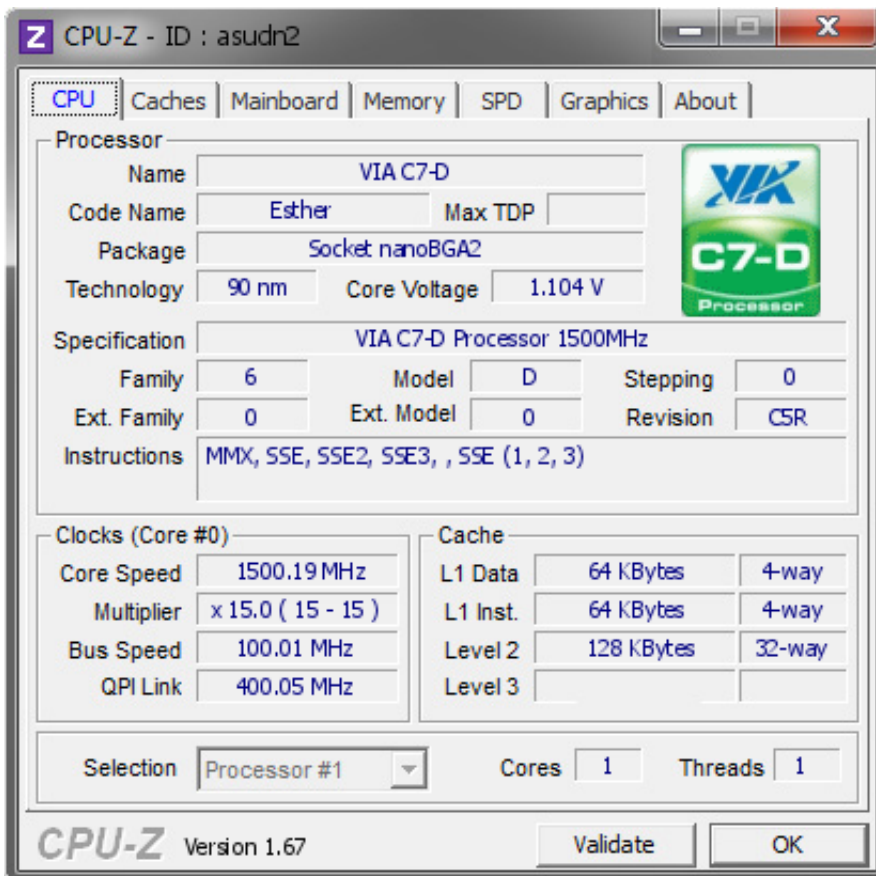 CPU-Z - ID : asudn2
CPU Caches Mainboard Memory SPD Graphics About
Processor
Name VIA C7-D
Code Name Esther Max TDP
Package Socket nanoBGA2
Technology 90 nm Core Voltage 1.104 V
VIA
C7-D
Processor
Specification VIA C7-D Processor 1500MHz
Family 6 Model D Stepping 0
Ext. Family 0 Ext. Model 0 Revision C5R
Instructions MMX, SSE, SSE2, SSE3, , SSE (1, 2, 3)
Clocks (Core #0)
Core Speed 1500.19 MHz
Multiplier x 15.0 ( 15 - 15 )
Bus Speed 100.01 MHz
QPI Link 400.05 MHz
Cache
L1 Data 64 KBytes 4-way
L1 Inst. 64 KBytes 4-way
Level 2 128 KBytes 32-way
Level 3
Selection Processor #1 Cores 1 Threads 1
CPU-Z Version 1.67 Validate OK